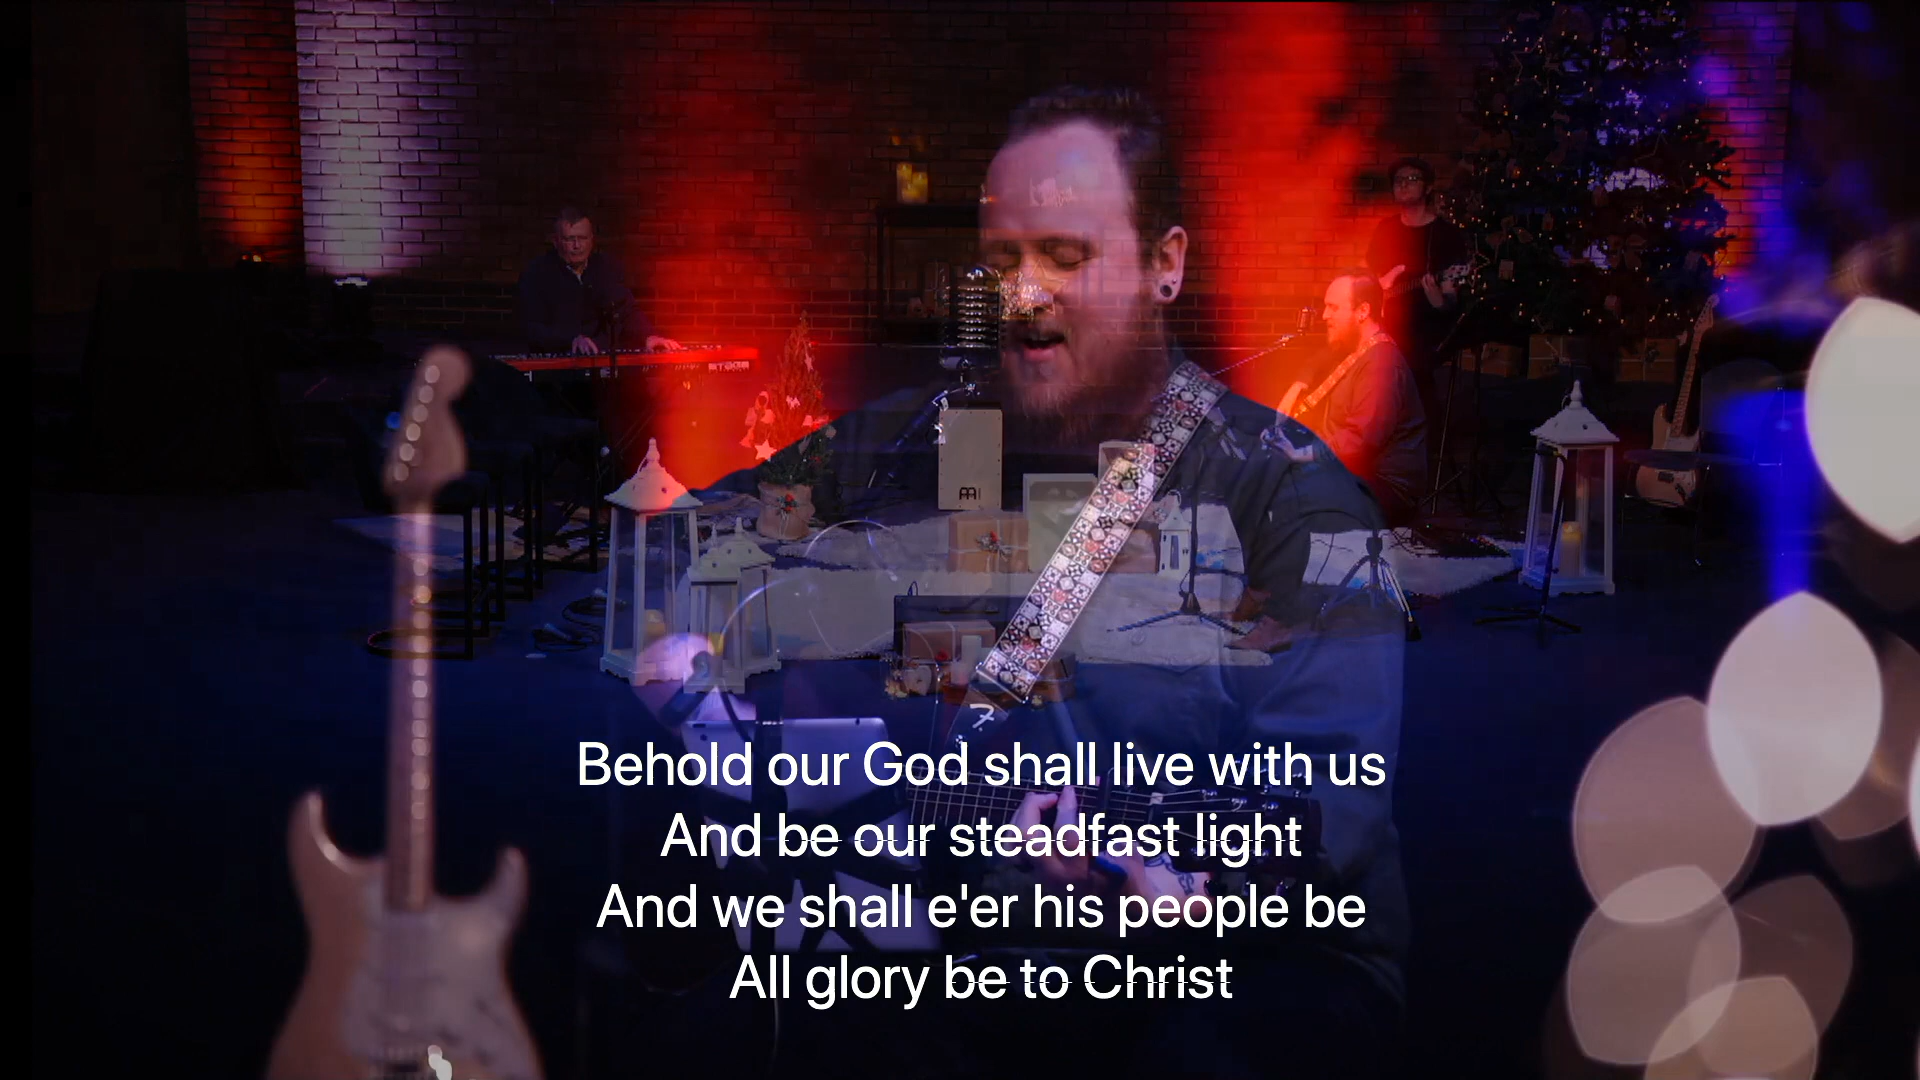 Behold our God shall live with us
And be our steadfast light
And we shall e'er his people be
All glory be to Christ